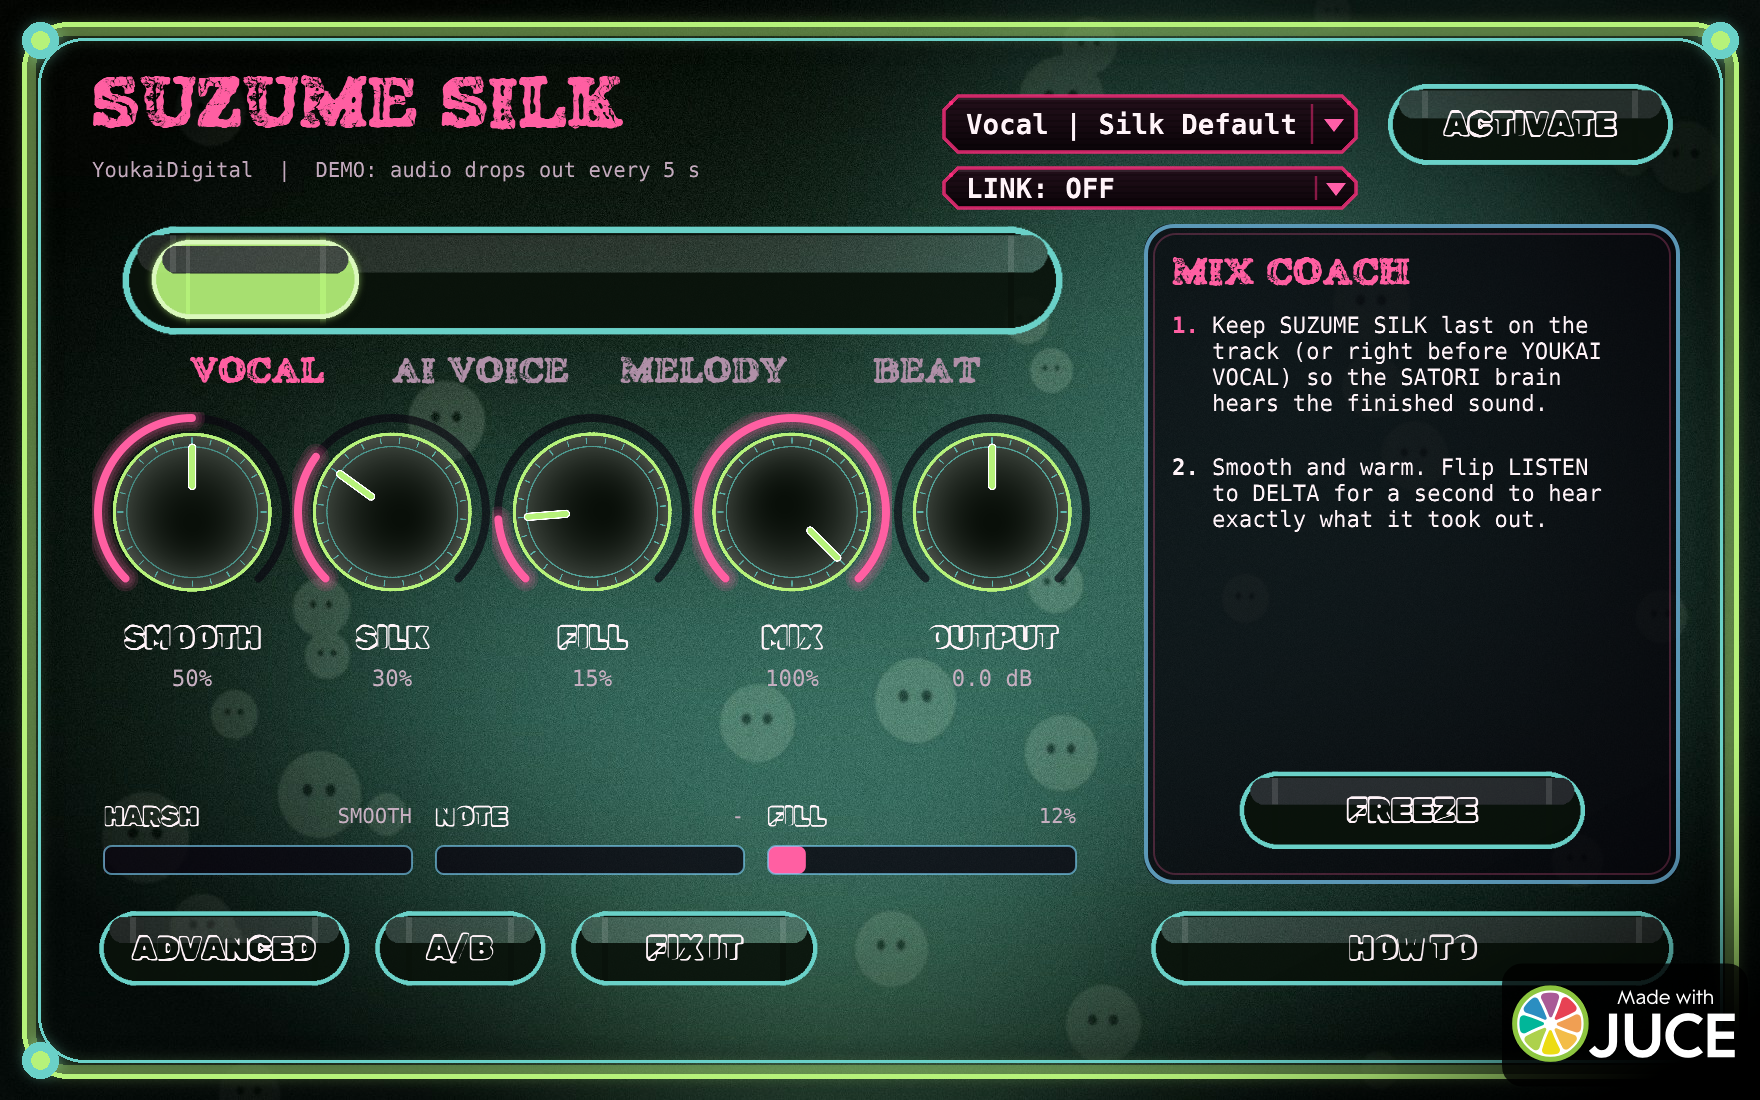 SUZUME SILK
YoukaiDigital | DEMO: audio drops out every 5 s
Vocal | Silk Default
LINK: OFF
ACTIVATE
VOCAL
AI VOICE
MELODY
BEAT
SMOOTH
SILK
FILL
MIX
OUTPUT
50%
30%
15%
100%
0.0 dB
HARSH
SMOOTH
NOTE
-
FILL
12%
ADVANCED
A/B
FIX IT
MIX COACH
1. Keep SUZUME SILK last on the
track (or right before YOUKAI
VOCAL) so the SATORI brain
hears the finished sound.
2. Smooth and warm. Flip LISTEN
to DELTA for a second to hear
exactly what it took out.
FREEZE
HOW TO
Made with
JUCE